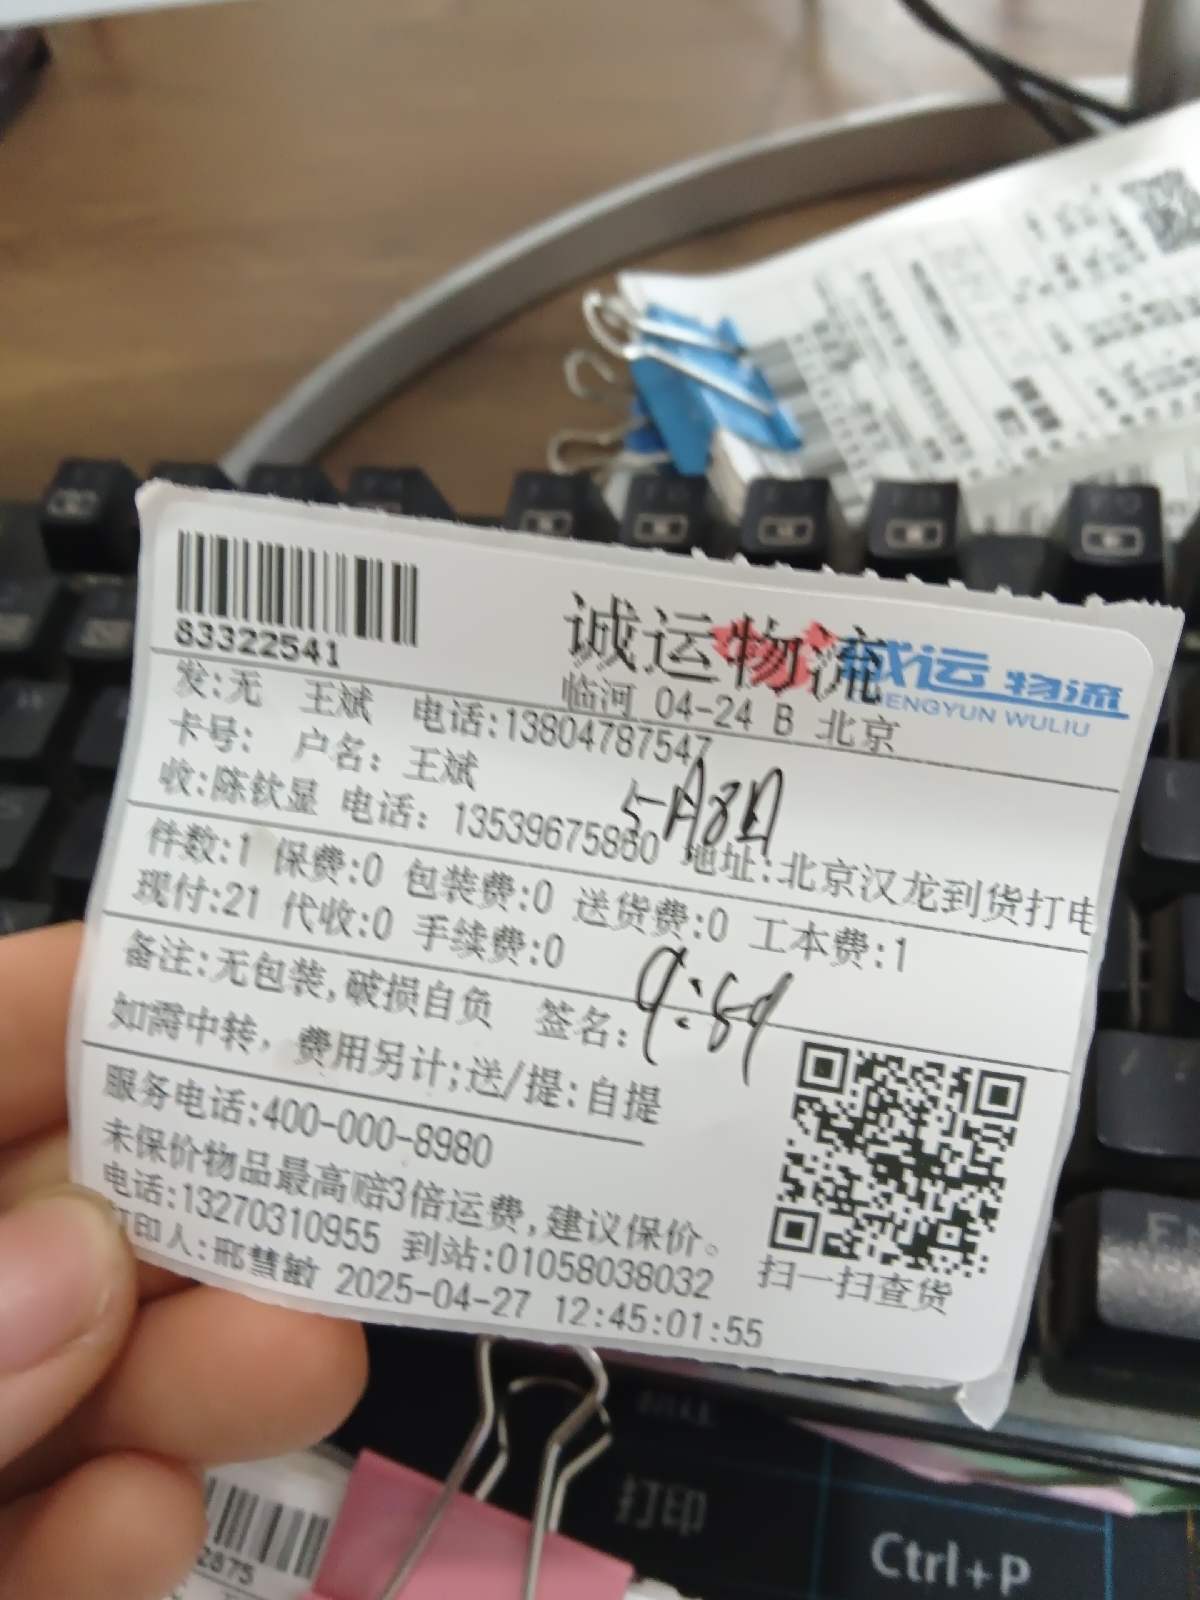 83322541
诚运物流
诚运物流
CHENGYUN WULIU
临河 04-24 B 北京
发:无 王斌 电话:13804787547
卡号: 户名: 王斌
5月8日
收:陈钦显 电话: 13539675860 地址:北京汉龙到货打电
件数:1 保费:0 包装费:0 送货费:0 工本费:1
现付:21 代收:0 手续费:0
备注:无包装,破损自负 签名:
9:59
如需中转, 费用另计;送/提:自提
服务电话:400-000-8980
未保价物品最高赔3倍运费,建议保价。
电话:13270310955 到站:01058038032
打印人:邢慧敏 2025-04-27 12:45:01:55
扫一扫查货
2875
打印
Ctrl+P